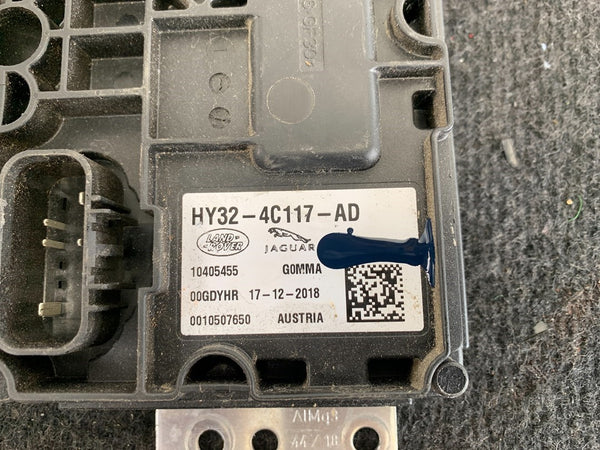 HY32-4C117-AD
LAND ROVER JAGUAR
10405455 GOMMA
00GDYHR 17-12-2018
0010507650 AUSTRIA
AlMg3
44/18